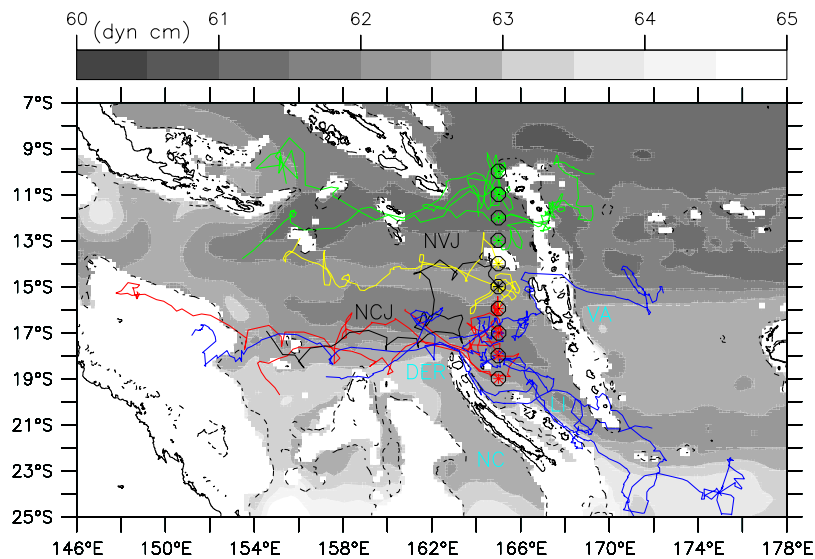 60 61 62 63 64 65
(dyn cm)
7°S
9°S
11°S
13°S
NVJ
15°S
NCJ
VA
17°S
DER
19°S
LI
21°S
NC
23°S
25°S
146°E 150°E 154°E 158°E 162°E 166°E 170°E 174°E 178°E